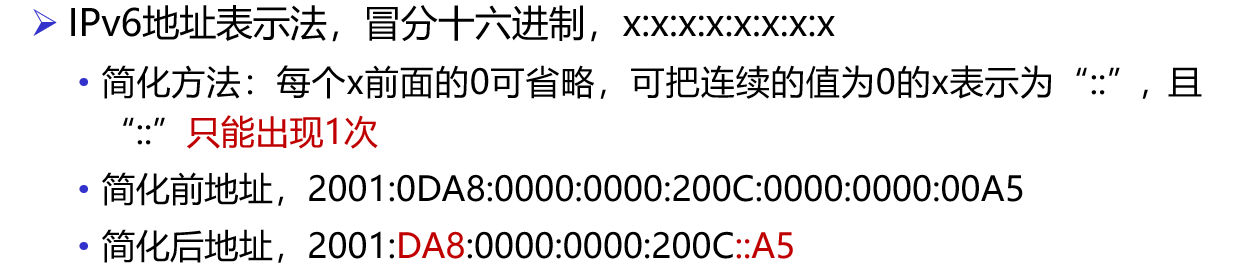 ➢ IPv6地址表示法，冒分十六进制，x:x:x:x:x:x:x:x
• 简化方法：每个x前面的0可省略，可把连续的值为0的x表示为“::”，且
“::”只能出现1次
• 简化前地址，2001:0DA8:0000:0000:200C:0000:0000:00A5
• 简化后地址，2001:DA8:0000:0000:200C::A5